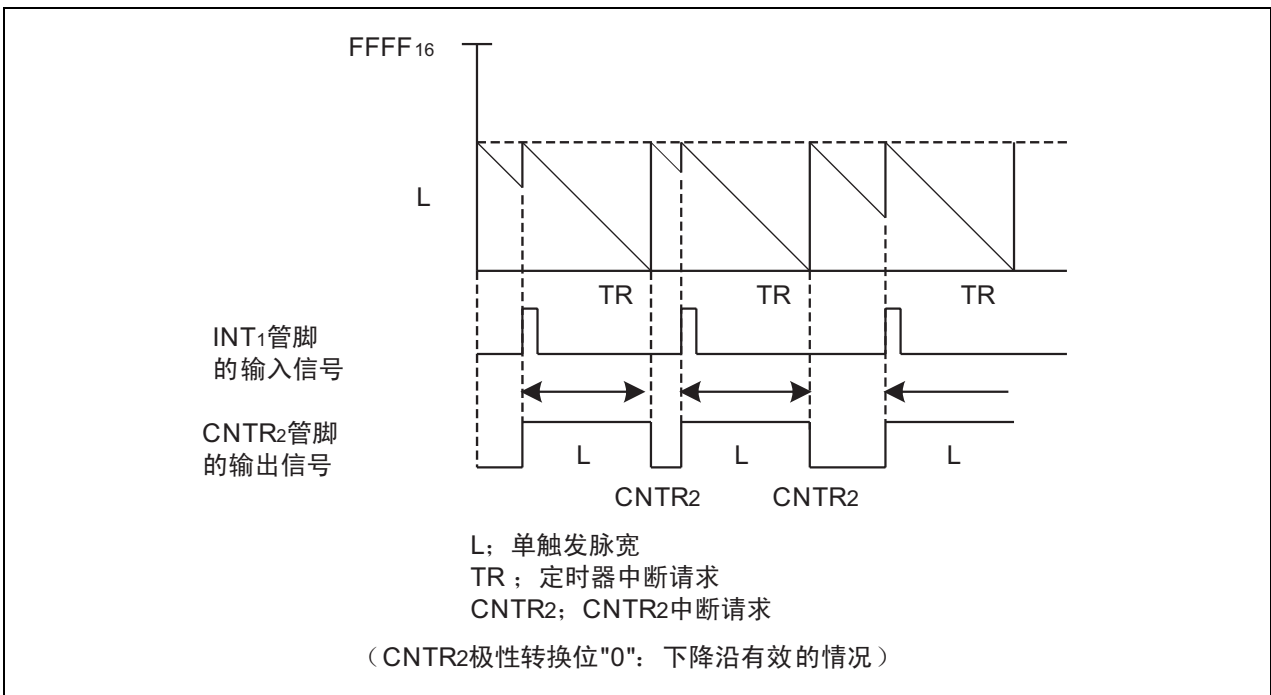 FFFF16
L
TR TR TR
INT1管脚
的输入信号
CNTR2管脚
的输出信号
L L L
CNTR2 CNTR2
L；单触发脉宽
TR；定时器中断请求
CNTR2；CNTR2中断请求
（CNTR2极性转换位"0"：下降沿有效的情况）